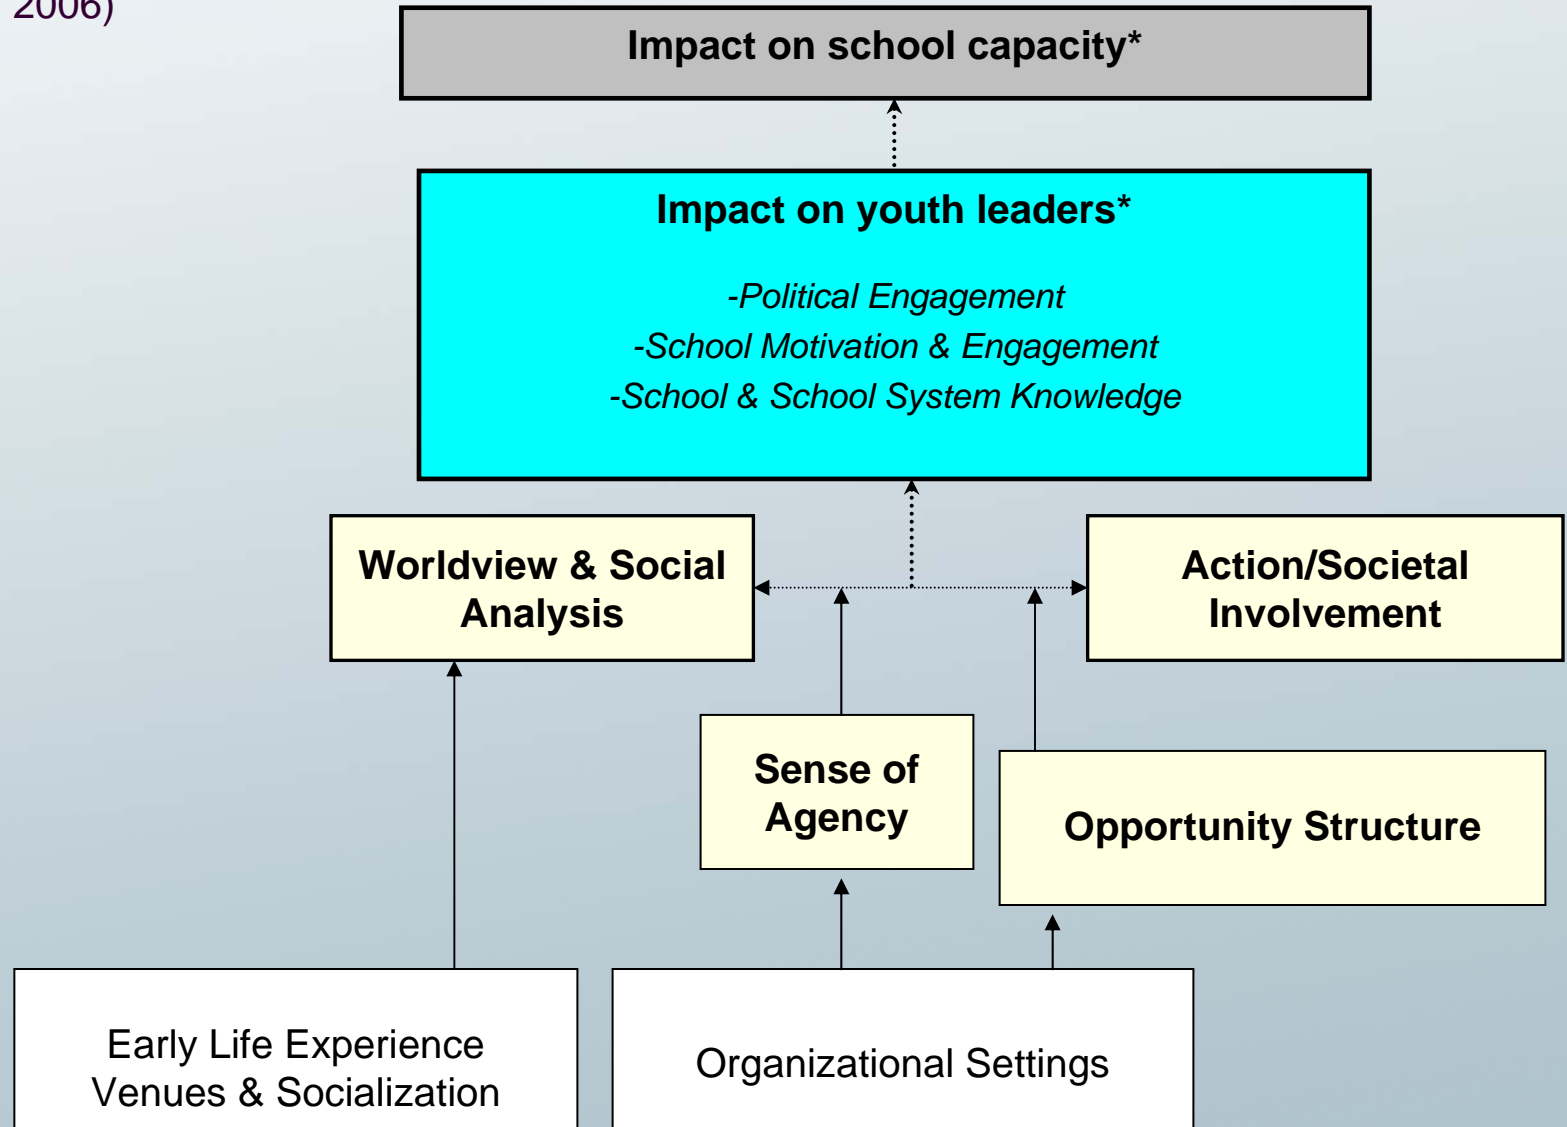 2006)
Impact on school capacity*
Impact on youth leaders*
-Political Engagement
-School Motivation & Engagement
-School & School System Knowledge
Worldview & Social
Analysis
Action/Societal
Involvement
Sense of
Agency
Opportunity Structure
Early Life Experience
Venues & Socialization
Organizational Settings